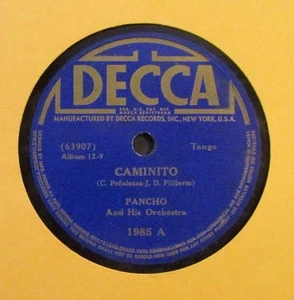 DECCA
MANUFACTURED BY DECCA RECORDS, INC., NEW YORK, U.S.A.
(63907) Tango
Album 12-9
CAMINITO
(C. Peñaloza-J. D. Filiberto)
PANCHO
And His Orchestra
1985 A